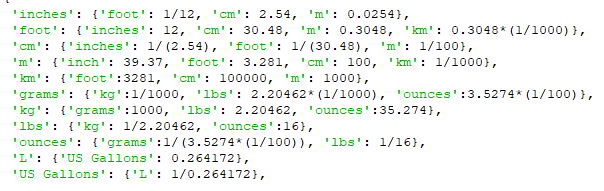 'inches': {'foot': 1/12, 'cm': 2.54, 'm': 0.0254},
'foot': {'inches': 12, 'cm': 30.48, 'm': 0.3048, 'km': 0.3048*(1/1000)},
'cm': {'inches': 1/(2.54), 'foot': 1/(30.48), 'm': 1/100},
'm': {'inch': 39.37, 'foot': 3.281, 'cm': 100, 'km': 1/1000},
'km': {'foot':3281, 'cm': 100000, 'm': 1000},
'grams': {'kg':1/1000, 'lbs': 2.20462*(1/1000), 'ounces':3.5274*(1/100)},
'kg': {'grams':1000, 'lbs': 2.20462, 'ounces':35.274},
'lbs': {'kg': 1/2.20462, 'ounces':16},
'ounces': {'grams':1/(3.5274*(1/100)), 'lbs': 1/16},
'L': {'US Gallons': 0.264172},
'US Gallons': {'L': 1/0.264172},